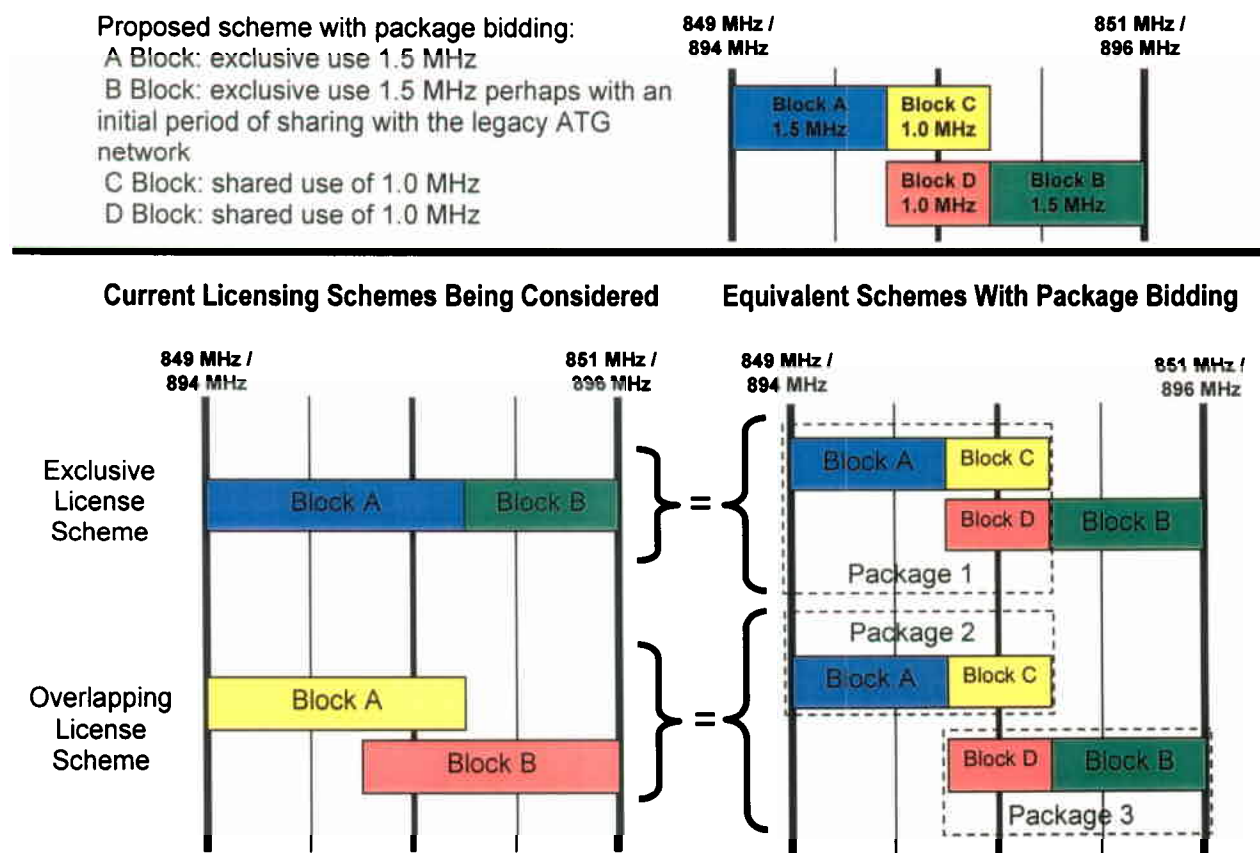 Proposed scheme with package bidding:
A Block: exclusive use 1.5 MHz
B Block: exclusive use 1.5 MHz perhaps with an
initial period of sharing with the legacy ATG
network
C Block: shared use of 1.0 MHz
D Block: shared use of 1.0 MHz
849 MHz /
894 MHz
851 MHz /
896 MHz
Block A
1.5 MHz
Block C
1.0 MHz
Block D
1.0 MHz
Block B
1.5 MHz
Current Licensing Schemes Being Considered
Equivalent Schemes With Package Bidding
849 MHz /
894 MHz
851 MHz /
896 MHz
849 MHz /
894 MHz
851 MHz /
896 MHz
Exclusive
License
Scheme
Block A
Block B
=
Block A
Block C
Block D
Block B
Package 1
Overlapping
License
Scheme
Block A
Block B
=
Package 2
Block A
Block C
Block D
Block B
Package 3